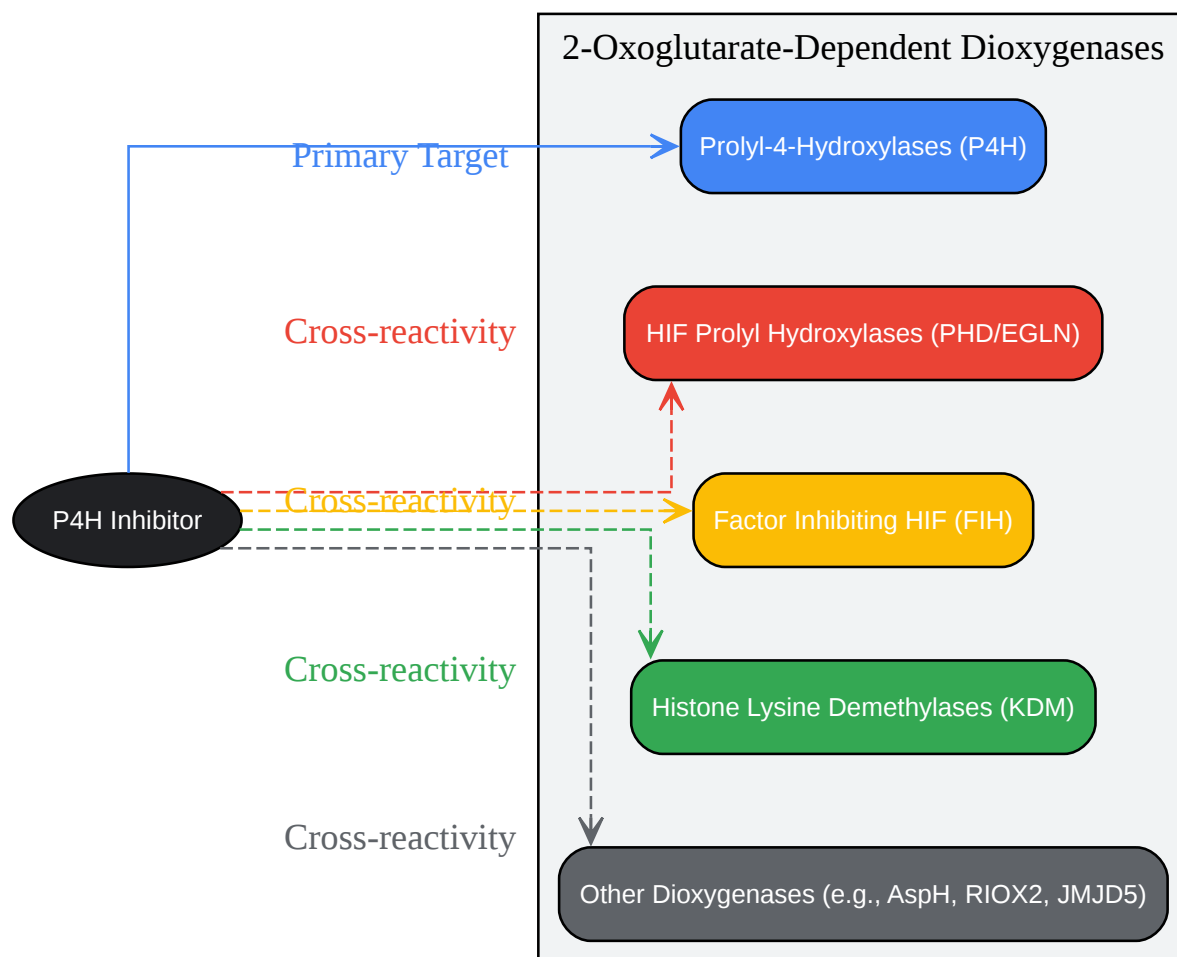 2-Oxoglutarate-Dependent Dioxygenases
Primary Target
Prolyl-4-Hydroxylases (P4H)
Cross-reactivity
HIF Prolyl Hydroxylases (PHD/EGLN)
Cross-reactivity
P4H Inhibitor
Factor Inhibiting HIF (FIH)
Cross-reactivity
Histone Lysine Demethylases (KDM)
Cross-reactivity
Other Dioxygenases (e.g., AspH, RIOX2, JMJD5)